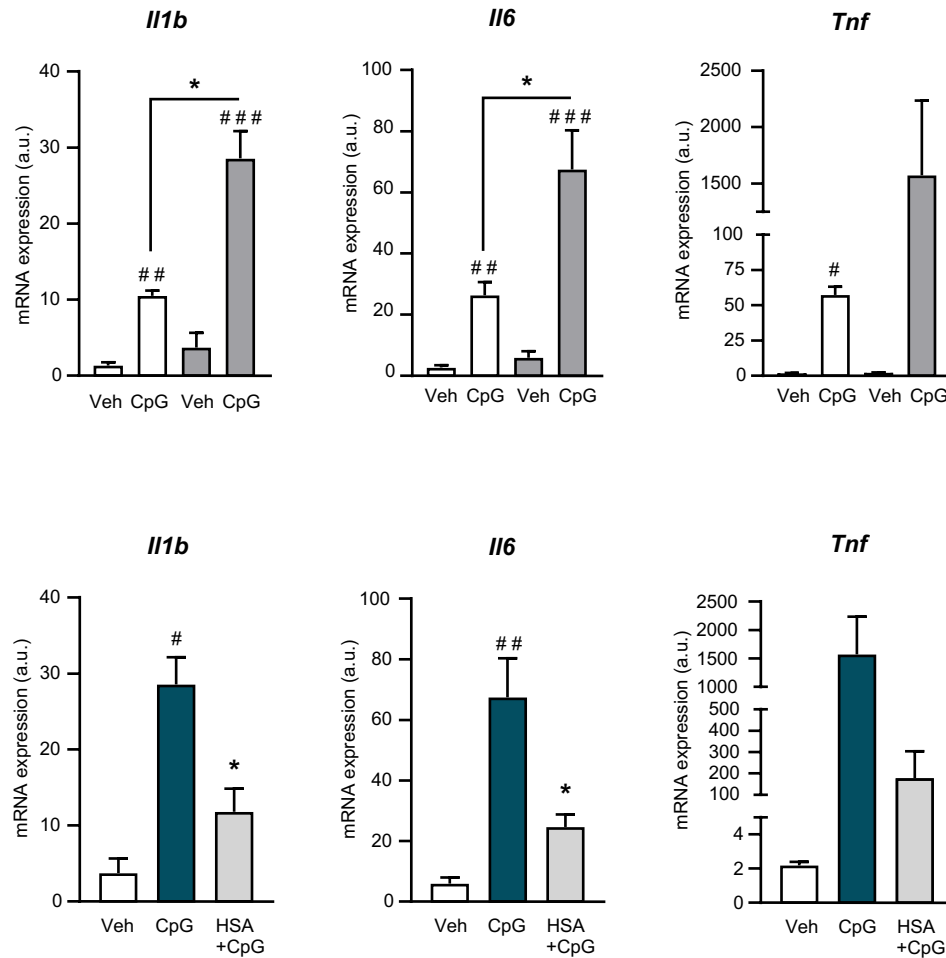 Il1b
mRNA expression (a.u.)
40
30
20
10
0
*
# #
# # #
Veh CpG Veh CpG
Il6
mRNA expression (a.u.)
100
80
60
40
20
0
*
# #
# # #
Veh CpG Veh CpG
Tnf
mRNA expression (a.u.)
2500
2000
1500
100
75
50
25
0
#
Veh CpG Veh CpG
Il1b
mRNA expression (a.u.)
40
30
20
10
0
#
*
Veh CpG HSA
+CpG
Il6
mRNA expression (a.u.)
100
80
60
40
20
0
# #
*
Veh CpG HSA
+CpG
Tnf
mRNA expression (a.u.)
2500
2000
1500
1000
500
400
300
200
100
4
2
0
Veh CpG HSA
+CpG